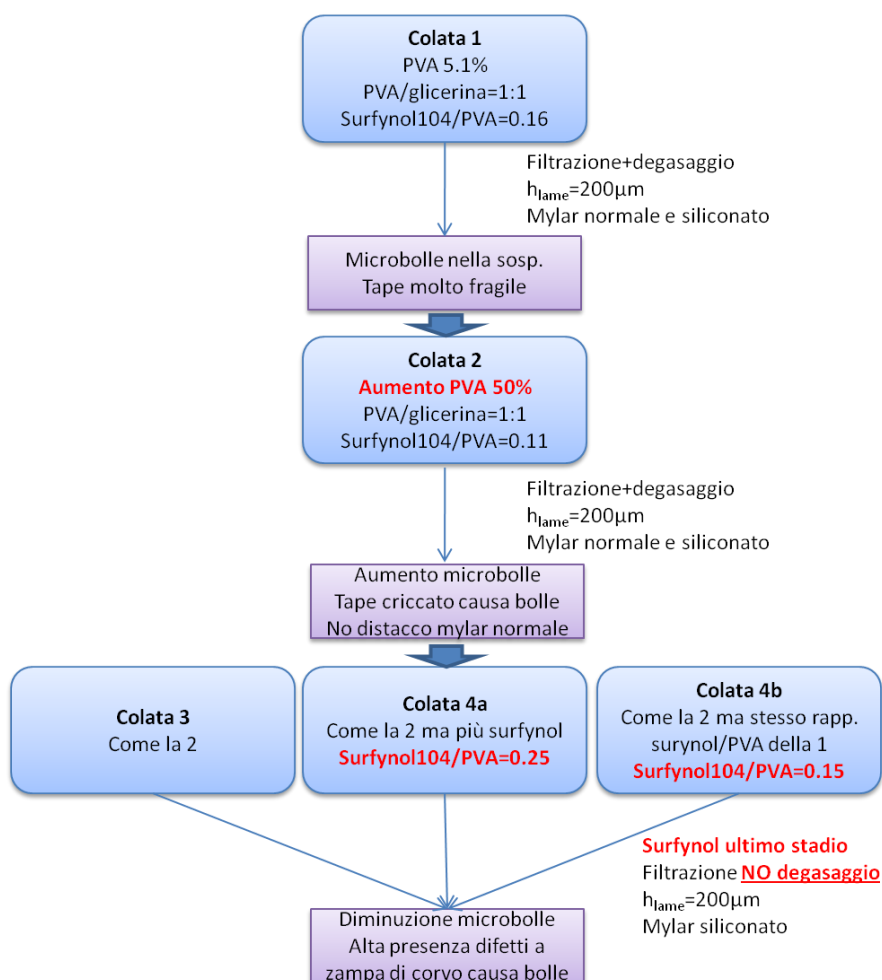 Colata 1
PVA 5.1%
PVA/glicerina=1:1
Surfynol104/PVA=0.16
Filtrazione+degasaggio
hlame=200µm
Mylar normale e siliconato
Microbolle nella sosp.
Tape molto fragile
Colata 2
Aumento PVA 50%
PVA/glicerina=1:1
Surfynol104/PVA=0.11
Filtrazione+degasaggio
hlame=200µm
Mylar normale e siliconato
Aumento microbolle
Tape criccato causa bolle
No distacco mylar normale
Colata 3
Come la 2
Colata 4a
Come la 2 ma più surfynol
Surfynol104/PVA=0.25
Colata 4b
Come la 2 ma stesso rapp.
surynol/PVA della 1
Surfynol104/PVA=0.15
Surfynol ultimo stadio
Filtrazione NO degasaggio
hlame=200µm
Mylar siliconato
Diminuzione microbolle
Alta presenza difetti a
zampa di corvo causa bolle